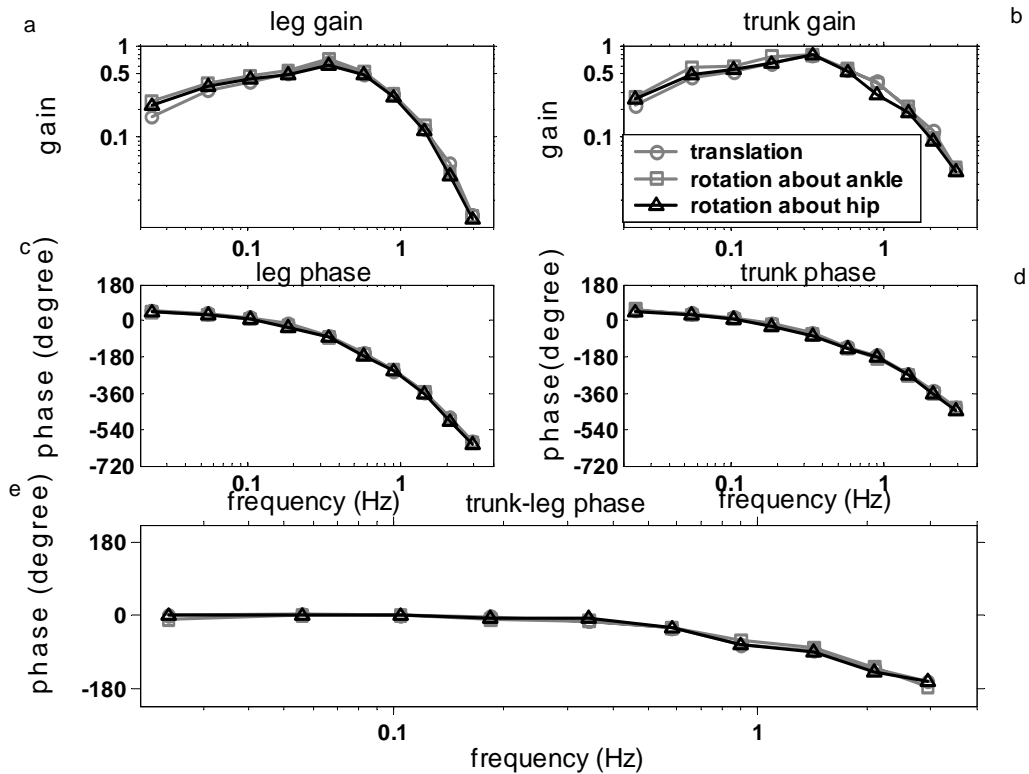 a
leg gain
trunk gain
b
1
0.5
0.1
gain
0.1
1
1
0.5
0.1
gain
translation
rotation about ankle
rotation about hip
0.1
1
c
leg phase
trunk phase
d
180
0
-180
-360
-540
-720
phase (degree)
0.1
1
frequency (Hz)
180
0
-180
-360
-540
-720
phase(degree)
0.1
1
frequency (Hz)
e
trunk-leg phase
180
0
-180
phase (degree)
0.1
1
frequency (Hz)